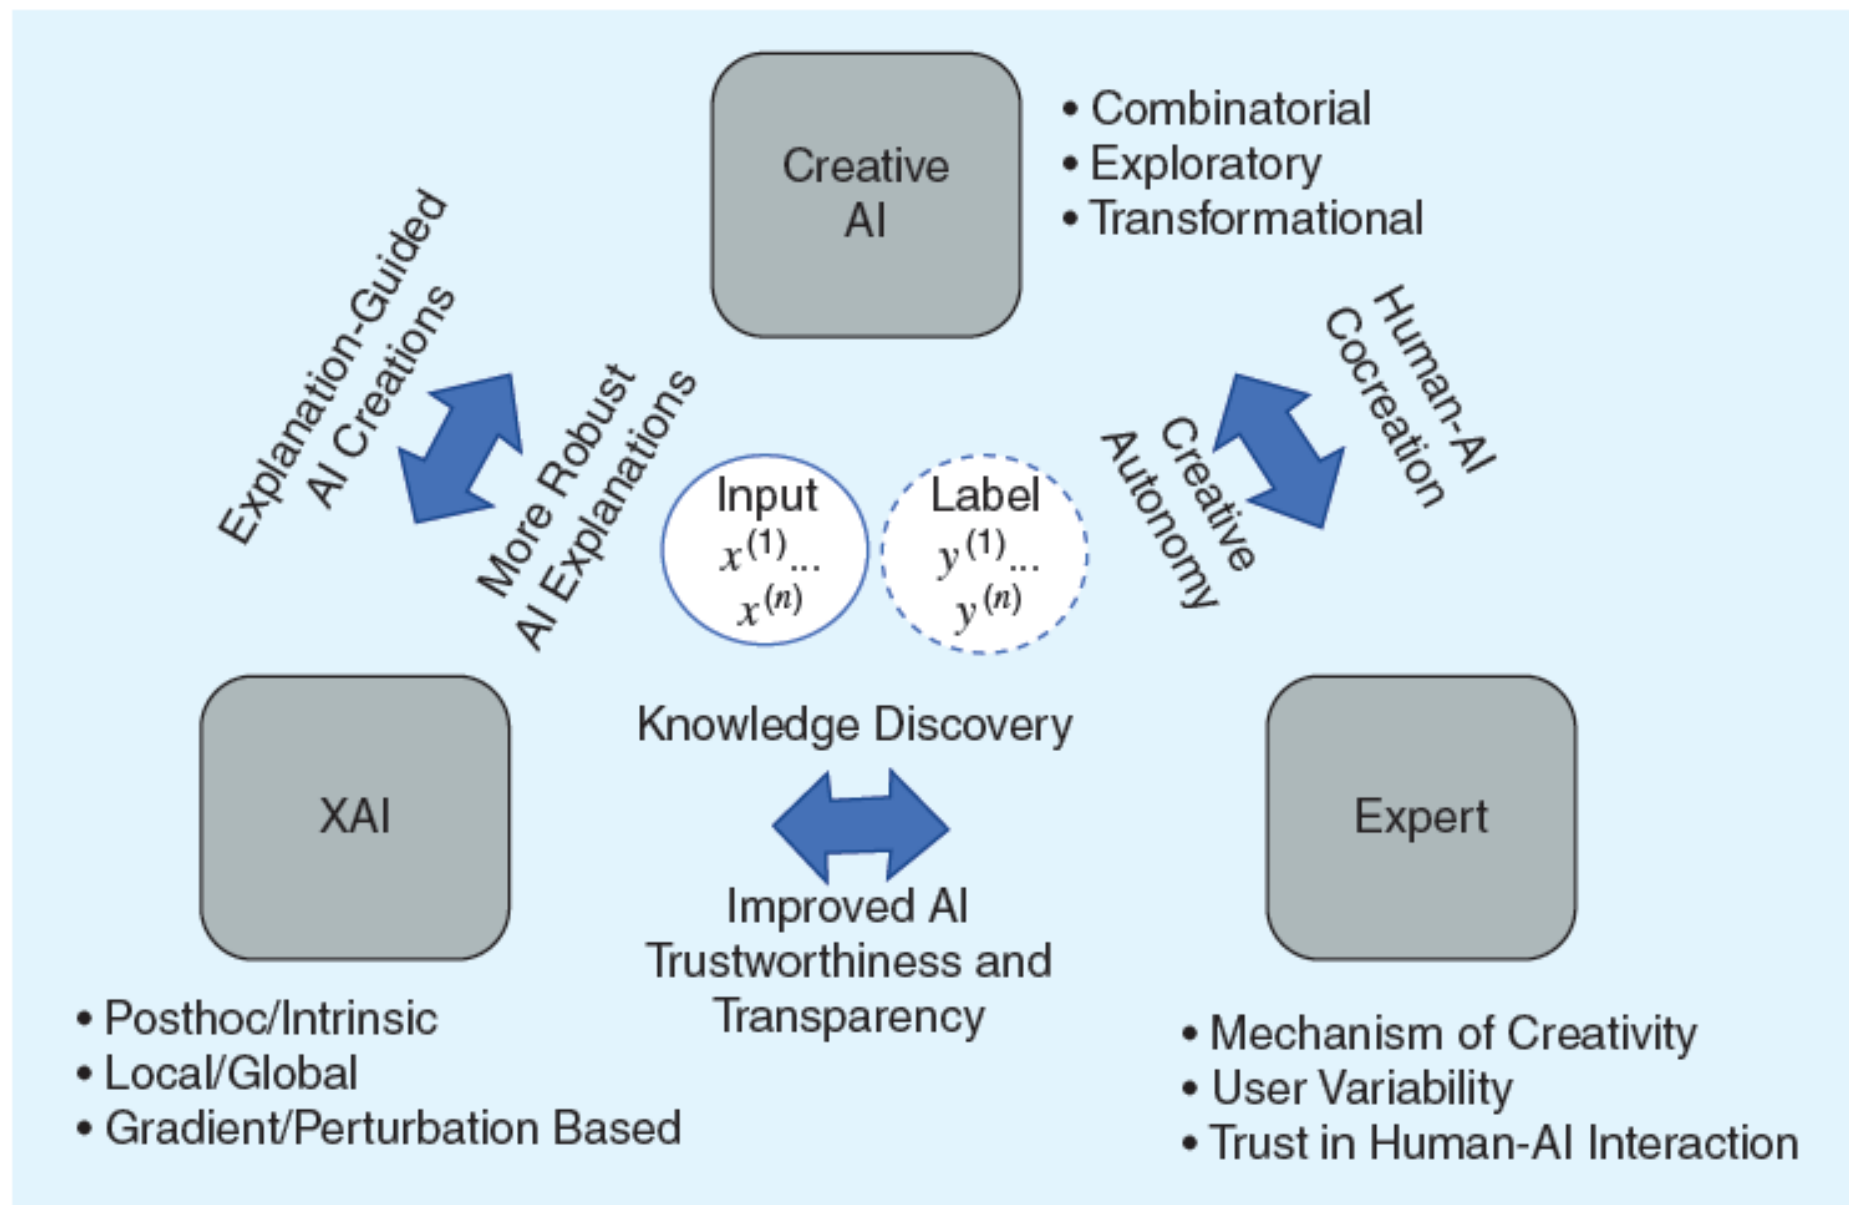 Creative
AI
• Combinatorial
• Exploratory
• Transformational
Explanation-Guided
AI Creations
More Robust
AI Explanations
Human-AI
Cocreation
Creative
Autonomy
Input
x⁽¹⁾...
x⁽ⁿ⁾
Label
y⁽¹⁾...
y⁽ⁿ⁾
Knowledge Discovery
Improved AI
Trustworthiness and
Transparency
XAI
• Posthoc/Intrinsic
• Local/Global
• Gradient/Perturbation Based
Expert
• Mechanism of Creativity
• User Variability
• Trust in Human-AI Interaction